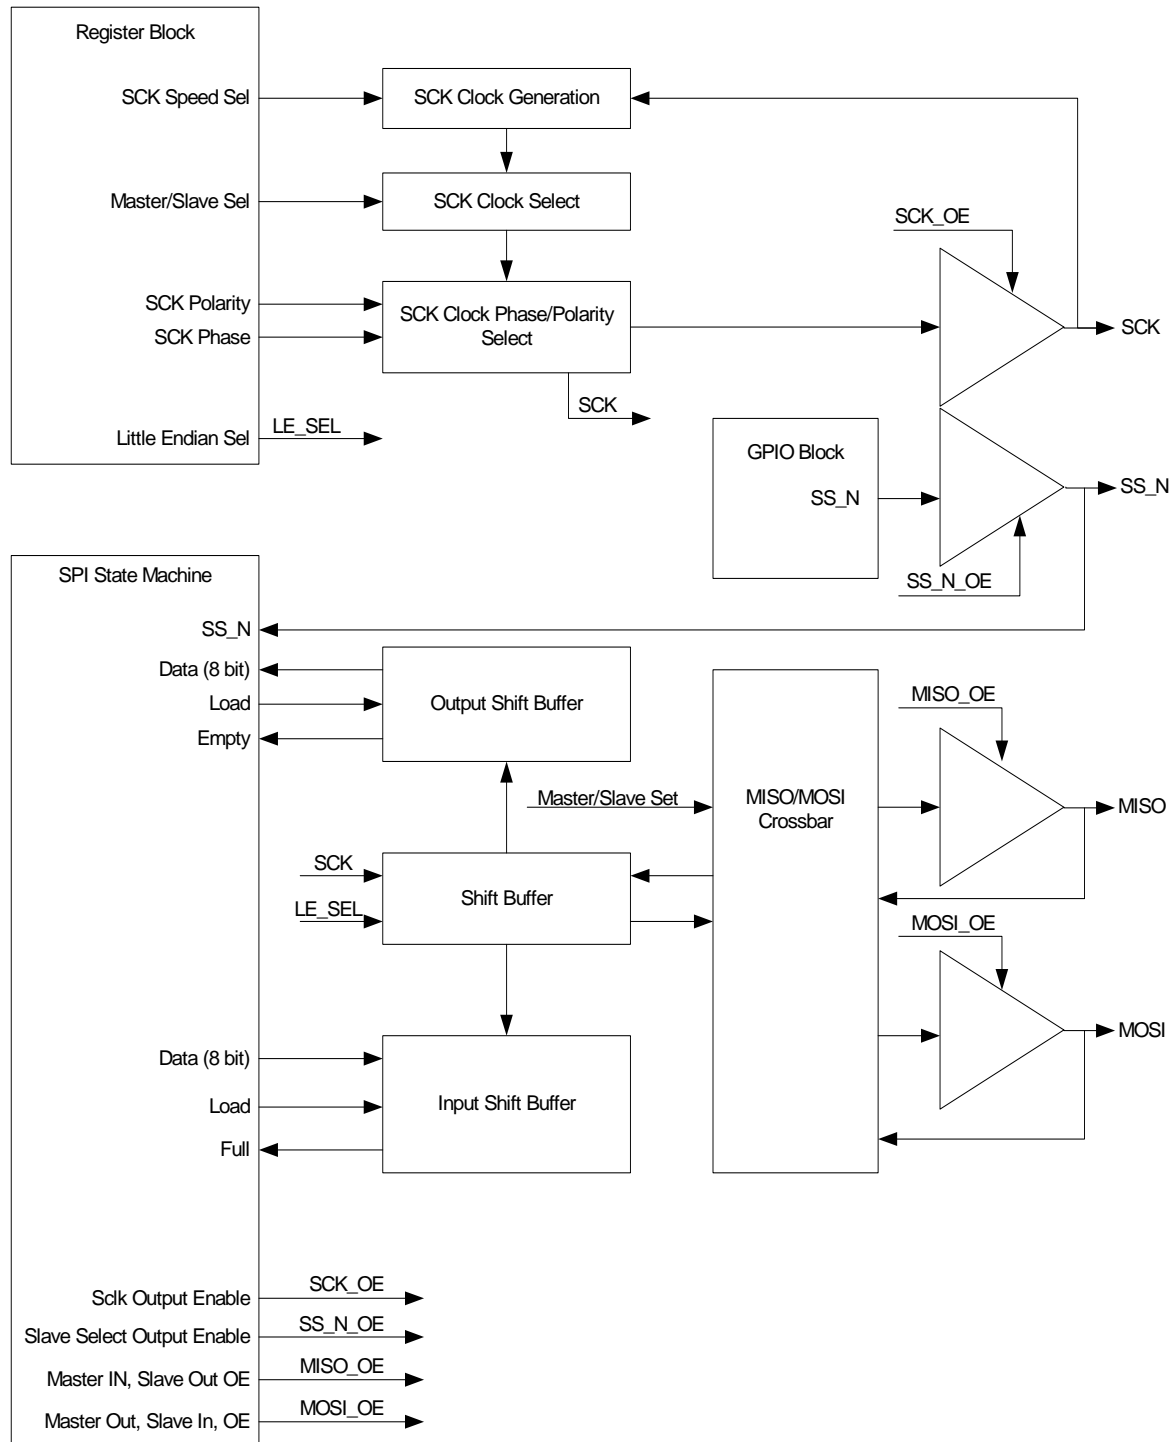 Register Block
SCK Speed Sel
SCK Clock Generation
Master/Slave Sel
SCK Clock Select
SCK_OE
SCK Polarity
SCK Phase
SCK Clock Phase/Polarity
Select
SCK
SCK
Little Endian Sel
LE_SEL
GPIO Block
SS_N
SS_N
SS_N_OE
SPI State Machine
SS_N
Data (8 bit)
Load
Empty
Output Shift Buffer
MISO_OE
Master/Slave Set
MISO/MOSI
Crossbar
MISO
SCK
LE_SEL
Shift Buffer
MOSI_OE
MOSI
Data (8 bit)
Load
Full
Input Shift Buffer
Sclk Output Enable
SCK_OE
Slave Select Output Enable
SS_N_OE
Master IN, Slave Out OE
MISO_OE
Master Out, Slave In, OE
MOSI_OE